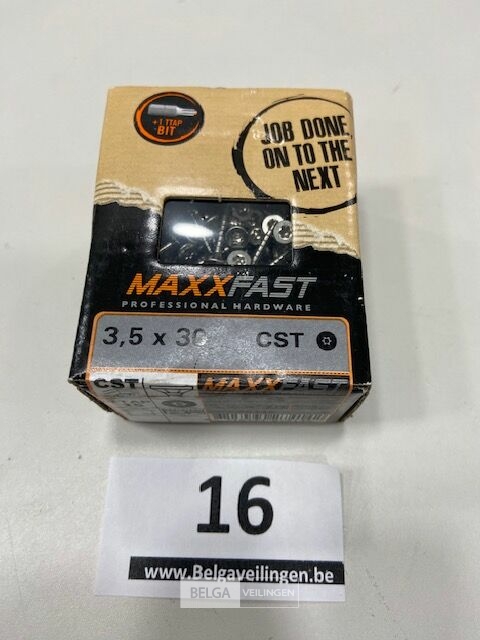 +1 TTAP
BIT
JOB DONE,
ON TO THE
NEXT
MAXXFAST
PROFESSIONAL HARDWARE
3,5 x 30 CST
CST MAXXFAST
16
www.Belgaveilingen.be
BELGA VEILINGEN